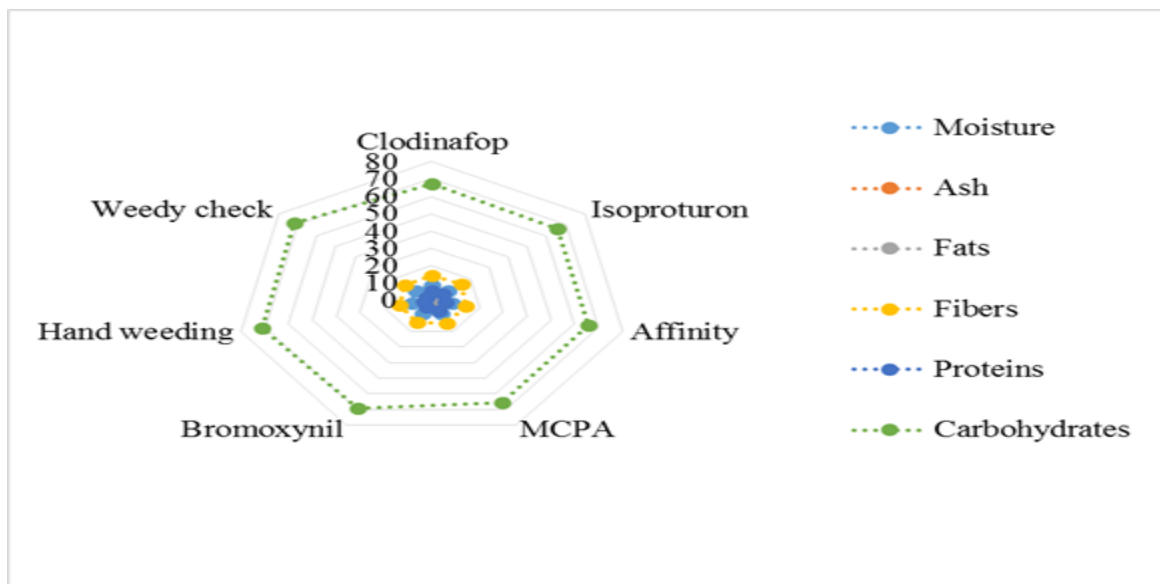 Clodinafop
80
70
60
50
40
30
20
10
0
Isoproturon
Affinity
MCPA
Bromoxynil
Hand weeding
Weedy check
Moisture
Ash
Fats
Fibers
Proteins
Carbohydrates